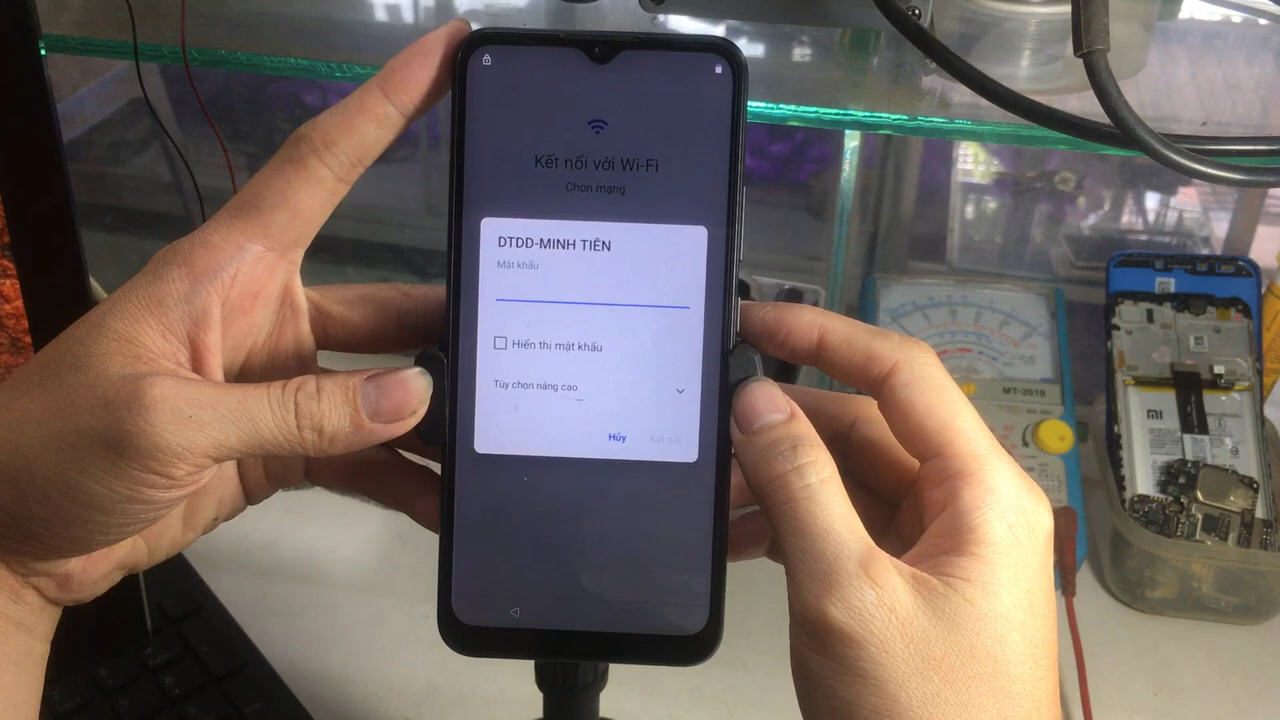 Kết nối với Wi-Fi
Chọn mạng
DTDD-MINH TIÊN
Mật khẩu
Hiển thị mật khẩu
Tùy chọn nâng cao
Hủy
Kết nối
MT-2018
mi